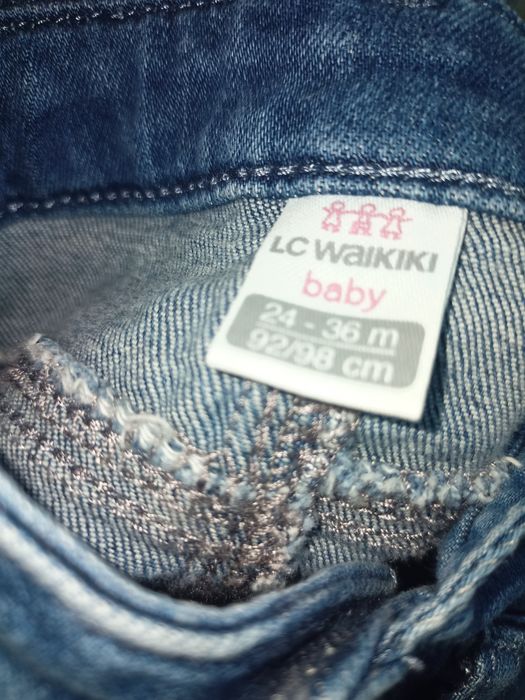 LC WAIKIKI
baby
24 - 36 m
92/98 cm